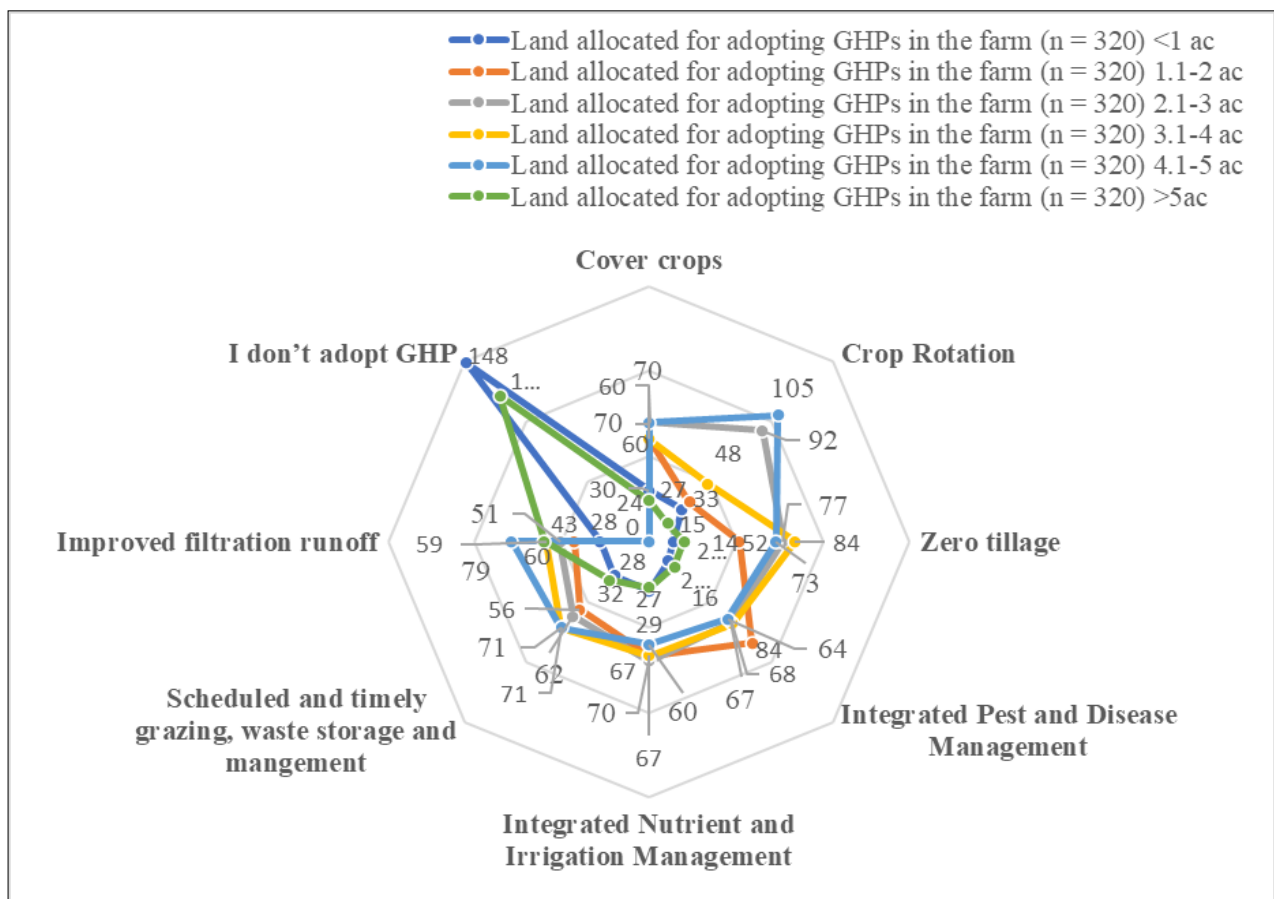 Land allocated for adopting GHPs in the farm (n = 320) <1 ac
Land allocated for adopting GHPs in the farm (n = 320) 1.1-2 ac
Land allocated for adopting GHPs in the farm (n = 320) 2.1-3 ac
Land allocated for adopting GHPs in the farm (n = 320) 3.1-4 ac
Land allocated for adopting GHPs in the farm (n = 320) 4.1-5 ac
Land allocated for adopting GHPs in the farm (n = 320) >5ac
Cover crops
I don’t adopt GHP
148
1...
Crop Rotation
70
60
70
60
105
92
48
30
24
27
33
15
0
77
84
73
Zero tillage
14
52
2...
2...
16
Improved filtration runoff
51
59
79
60
43
28
28
32
27
29
56
71
62
71
67
70
67
60
67
68
84
64
Scheduled and timely
grazing, waste storage and
mangement
Integrated Pest and Disease
Management
Integrated Nutrient and
Irrigation Management